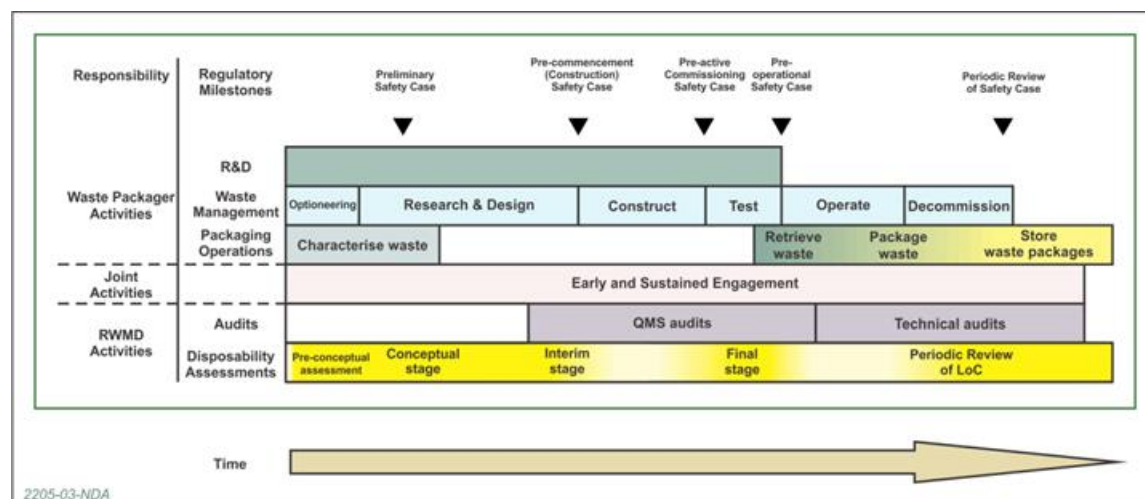 Responsibility
Regulatory
Milestones
Preliminary
Safety Case
Pre-commencement
(Construction)
Safety Case
Pre-active
Commissioning
Safety Case
Pre-
operational
Safety Case
Periodic Review
of Safety Case
Waste Packager
Activities
R&D
Waste
Management
Optioneering
Research & Design
Construct
Test
Operate
Decommission
Packaging
Operations
Characterise waste
Retrieve
waste
Package
waste
Store
waste packages
Joint
Activities
Early and Sustained Engagement
RWMD
Activities
Audits
QMS audits
Technical audits
Disposability
Assessments
Pre-conceptual
assessment
Conceptual
stage
Interim
stage
Final
stage
Periodic Review
of LoC
Time
2205-03-NDA